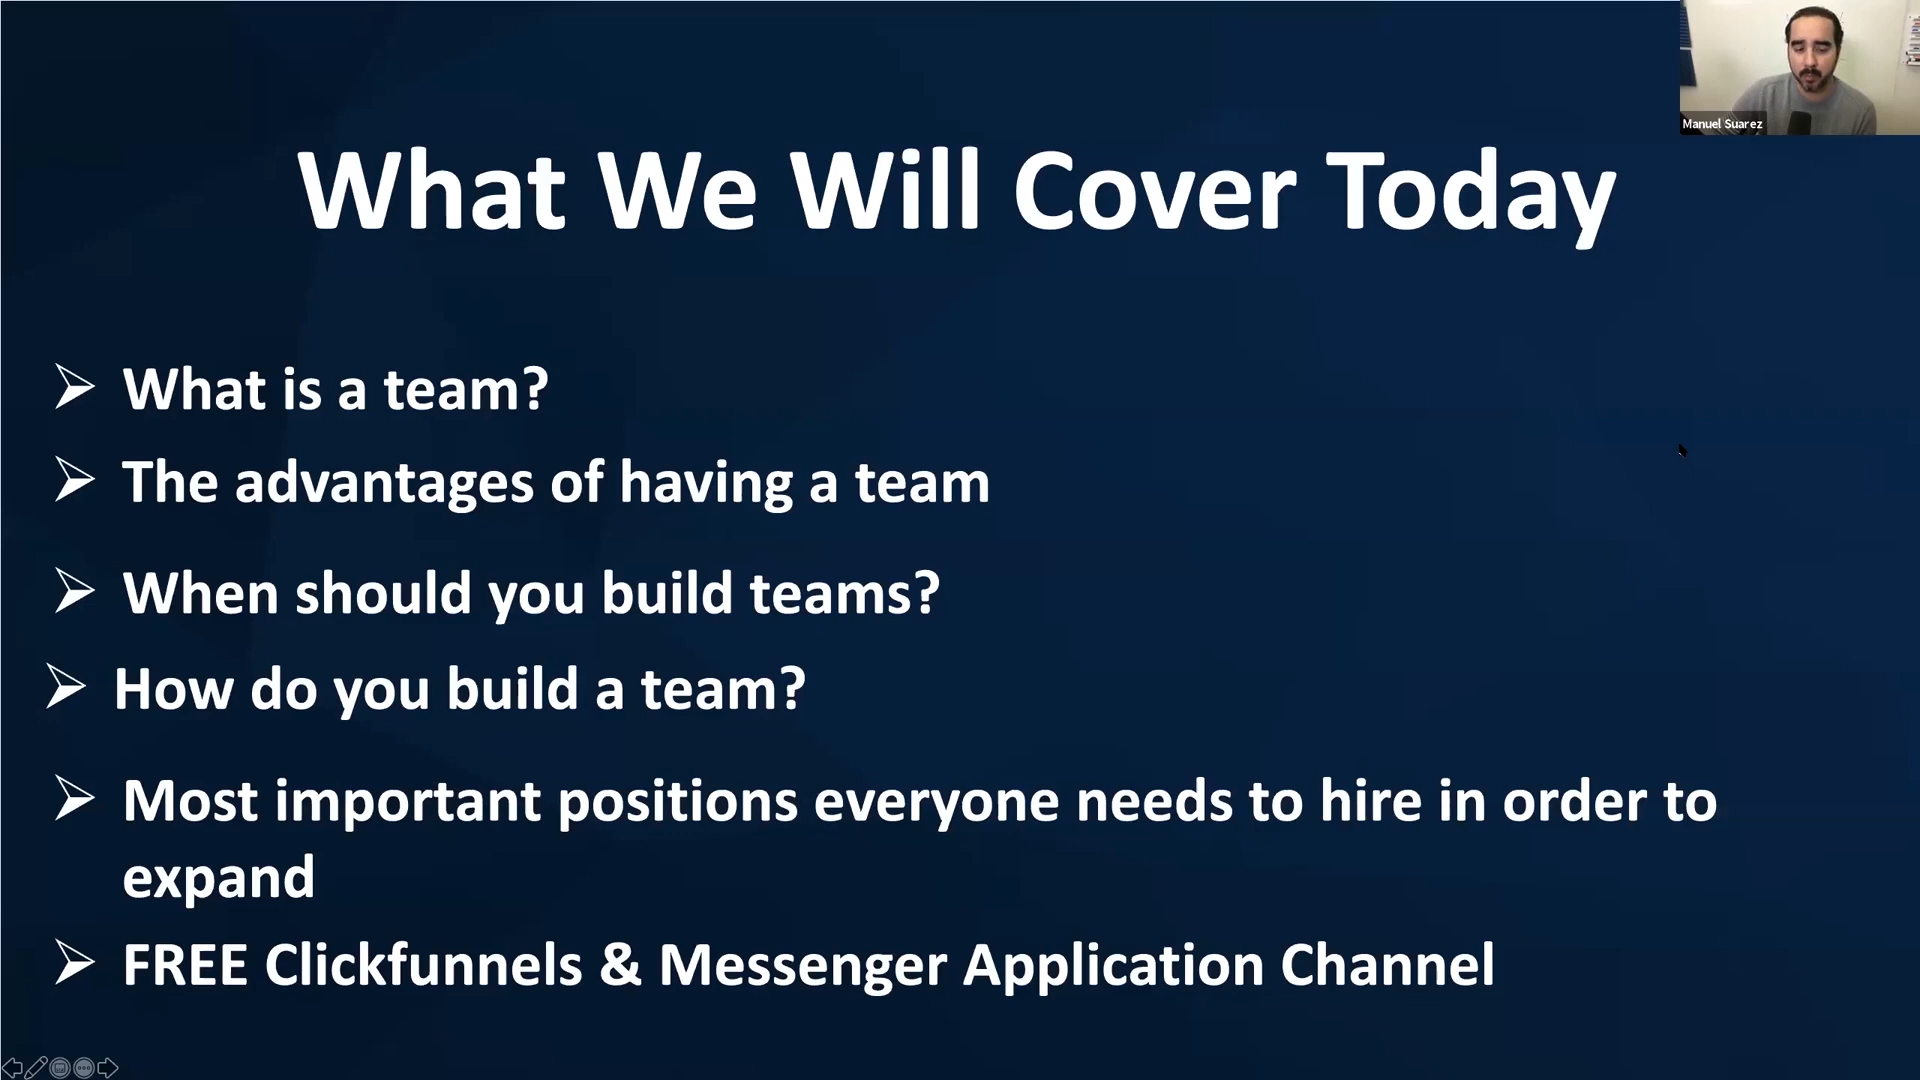 Manuel Suarez
What We Will Cover Today
What is a team?
The advantages of having a team
When should you build teams?
How do you build a team?
Most important positions everyone needs to hire in order to
expand
FREE Clickfunnels & Messenger Application Channel